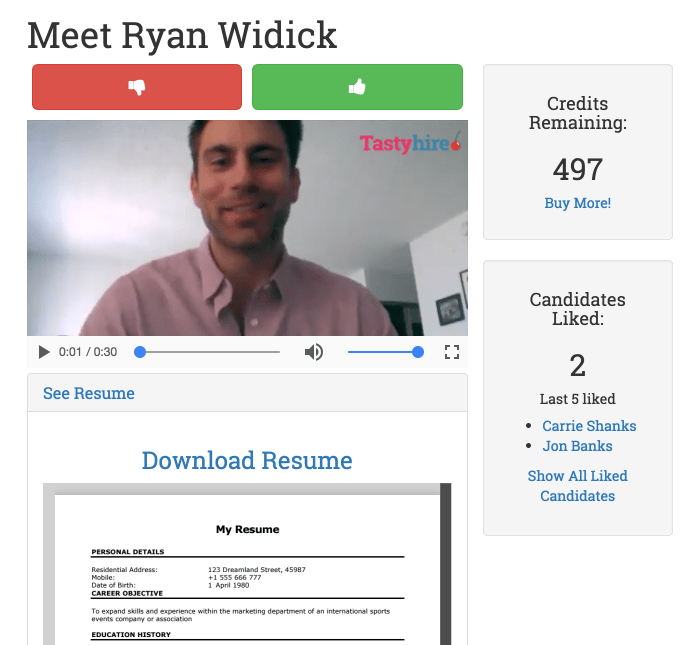 Meet Ryan Widick
Tastyhire
0:01 / 0:30
See Resume
Download Resume
My Resume
PERSONAL DETAILS
Residential Address: 123 Dreamland Street, 45987
Mobile: +1 555 666 777
Date of Birth: 1 April 1980
CAREER OBJECTIVE
To expand skills and experience within the marketing department of an international sports
events company or association
EDUCATION HISTORY
Credits
Remaining:
497
Buy More!
Candidates
Liked:
2
Last 5 liked
Carrie Shanks
Jon Banks
Show All Liked
Candidates